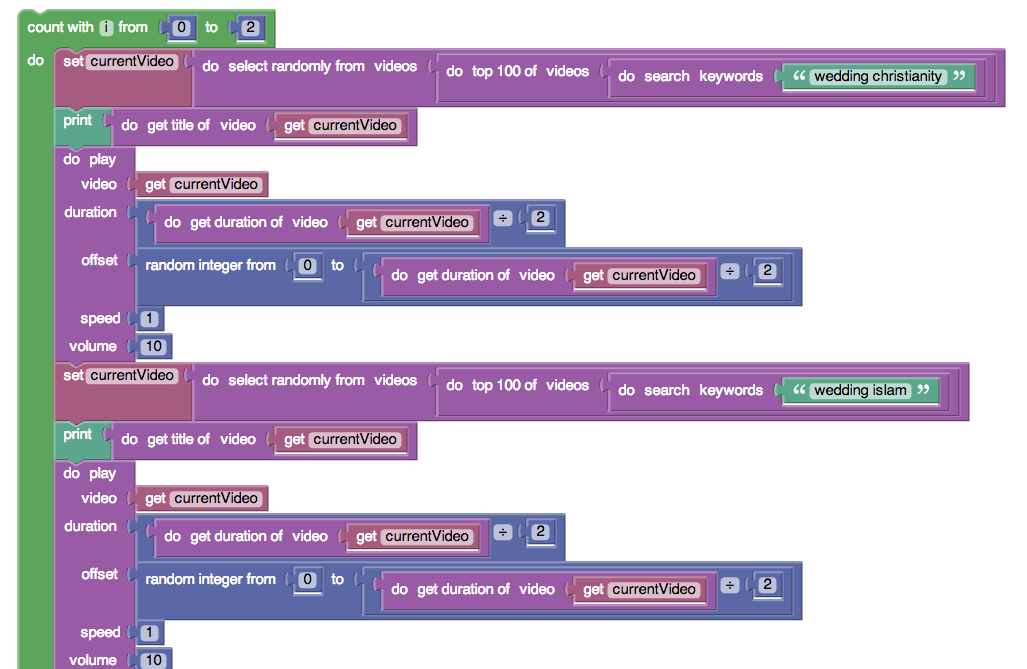 count with i from 0 to 2
do set currentVideo do select randomly from videos do top 100 of videos do search keywords “ wedding christianity ”
print do get title of video get currentVideo
do play
video get currentVideo
duration do get duration of video get currentVideo ÷ 2
offset random integer from 0 to do get duration of video get currentVideo ÷ 2
speed 1
volume 10
set currentVideo do select randomly from videos do top 100 of videos do search keywords “ wedding islam ”
print do get title of video get currentVideo
do play
video get currentVideo
duration do get duration of video get currentVideo ÷ 2
offset random integer from 0 to do get duration of video get currentVideo ÷ 2
speed 1
volume 10